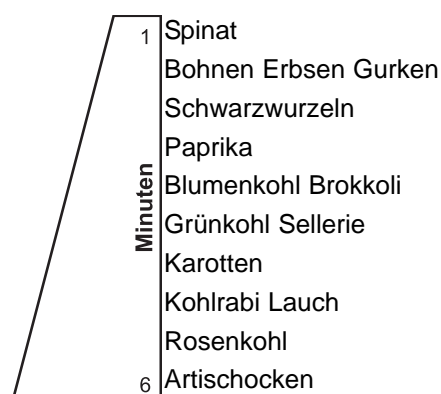 1 Spinat
Bohnen Erbsen Gurken
Schwarzwurzeln
Paprika
Blumenkohl Brokkoli
Grünkohl Sellerie
Karotten
Kohlrabi Lauch
Rosenkohl
6 Artischocken
Minuten